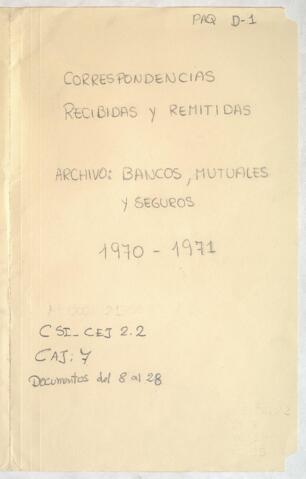 PAQ D-1
CORRESPONDENCIAS
RECIBIDAS Y REMITIDAS
ARCHIVO: BANCOS, MUTUALES
Y SEGUROS
1970 - 1971
CSI_CEJ 2.2
CAJ: 7
Documentos del 8 al 28